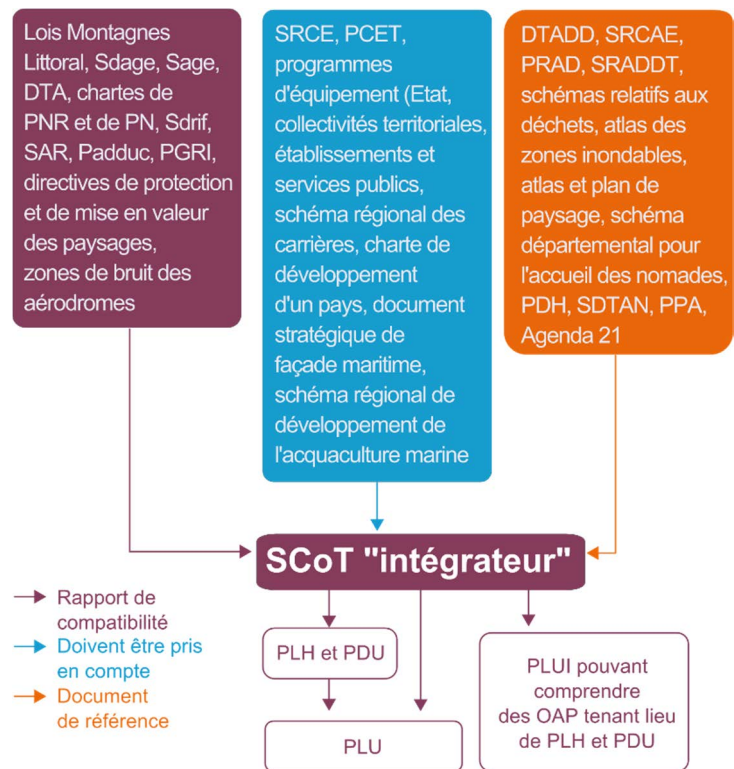 Lois Montagnes
Littoral, Sdage, Sage,
DTA, chartes de
PNR et de PN, Sdrif,
SAR, Padduc, PGRI,
directives de protection
et de mise en valeur
des paysages,
zones de bruit des
aérodromes
SRCE, PCET,
programmes
d'équipement (Etat,
collectivités territoriales,
établissements et
services publics,
schéma régional des
carrières, charte de
développement
d'un pays, document
stratégique de
façade maritime,
schéma régional de
développement de
l'acquaculture marine
DTADD, SRCAE,
PRAD, SRADDT,
schémas relatifs aux
déchets, atlas des
zones inondables,
atlas et plan de
paysage, schéma
départemental pour
l'accueil des nomades,
PDH, SDTAN, PPA,
Agenda 21
SCoT "intégrateur"
Rapport de
compatibilité
Doivent être pris
en compte
Document
de référence
PLH et PDU
PLU
PLUI pouvant
comprendre
des OAP tenant lieu
de PLH et PDU